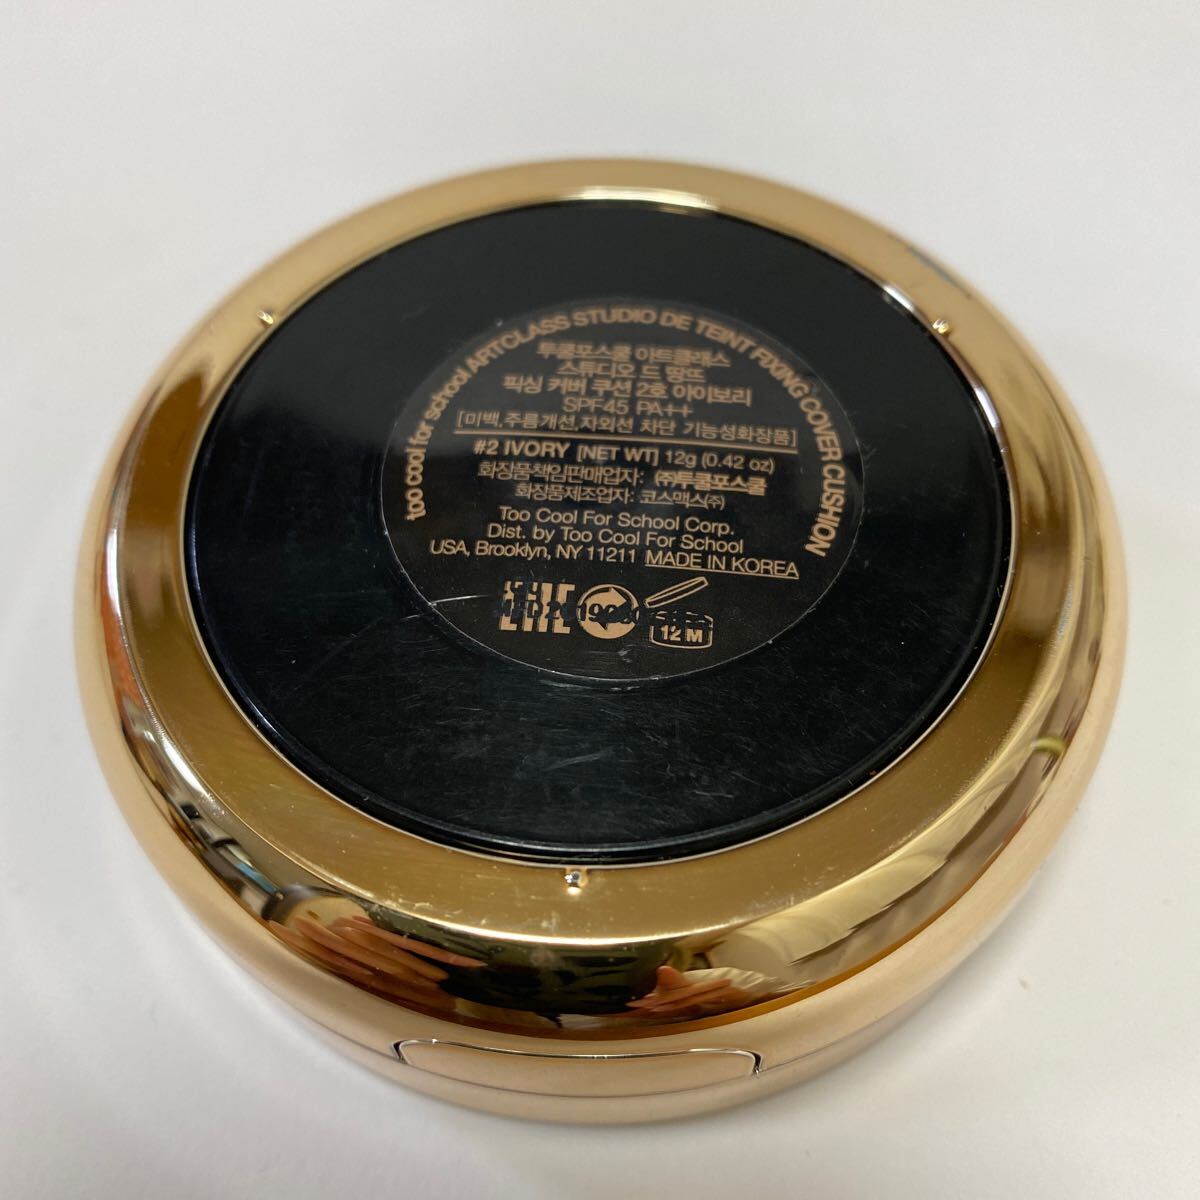 too cool for school ARTCLASS STUDIO DE TEINT FIXING COVER CUSHION
투쿨포스쿨 아트클래스
스튜디오 드 땡뜨
픽싱 커버 쿠션 2호 아이보리
SPF45 PA++
[미백,주름개선,자외선 차단 기능성화장품]
#2 IVORY [NET WT] 12g (0.42 oz)
화장품책임판매업자: (주)투쿨포스쿨
화장품제조업자: 코스맥스(주)
Too Cool For School Corp.
Dist. by Too Cool For School
USA, Brooklyn, NY 11211 MADE IN KOREA
12 M